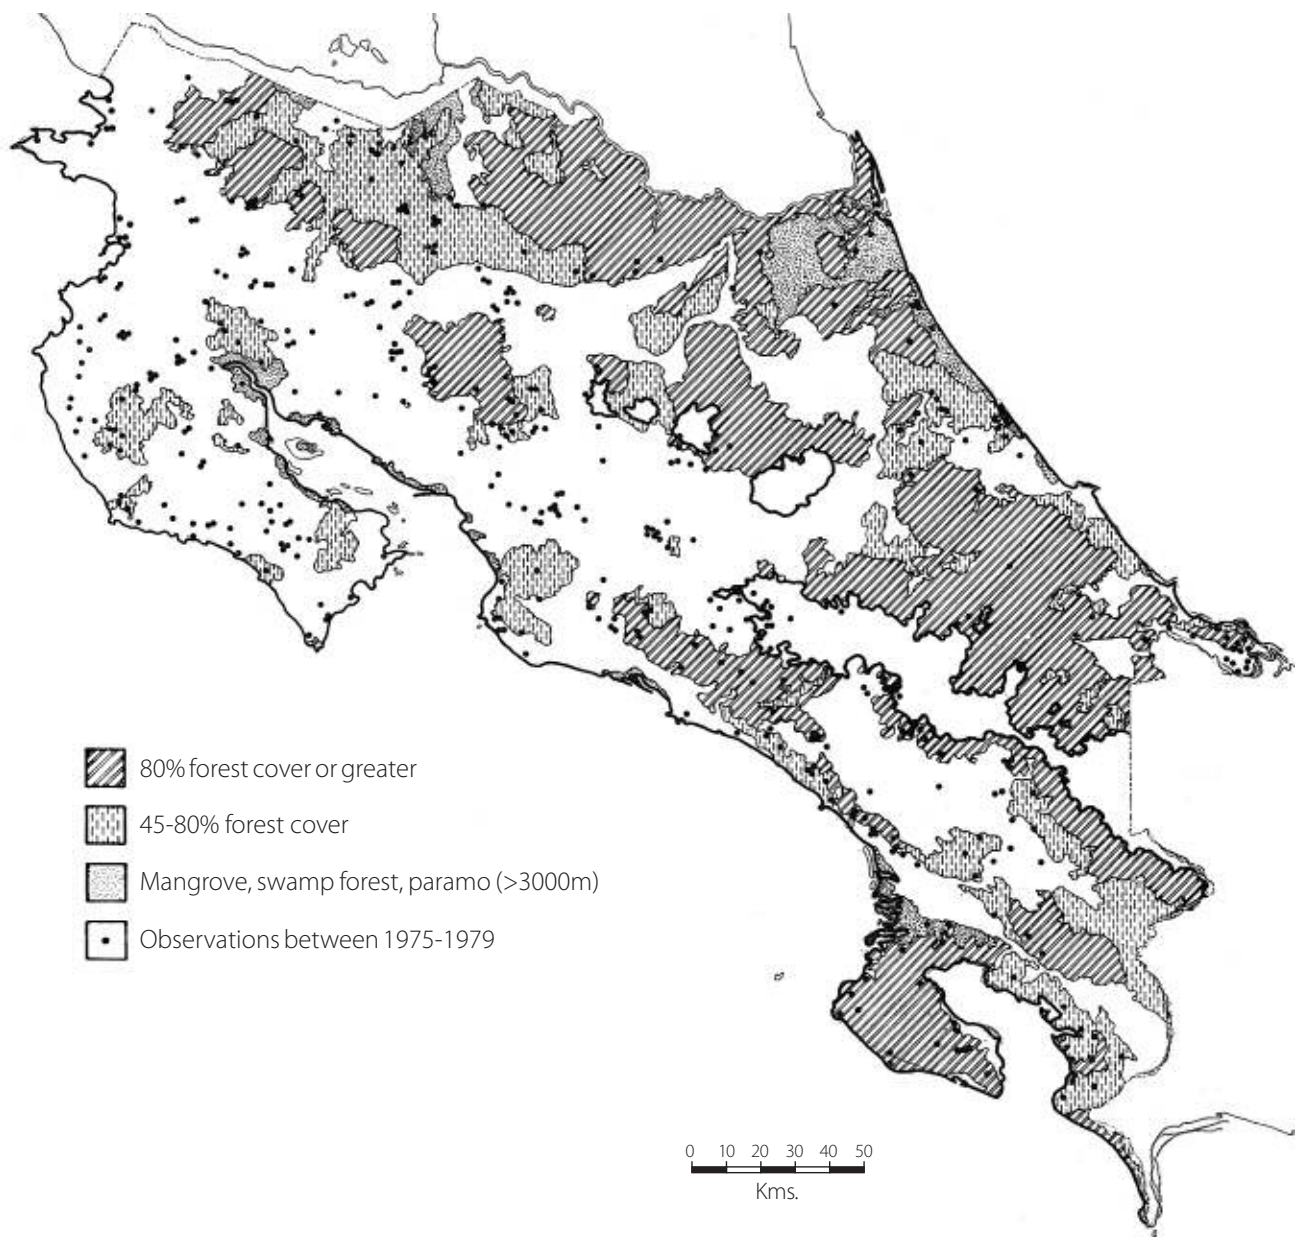 80% forest cover or greater
45-80% forest cover
Mangrove, swamp forest, paramo (>3000m)
Observations between 1975-1979
0 10 20 30 40 50
Kms.